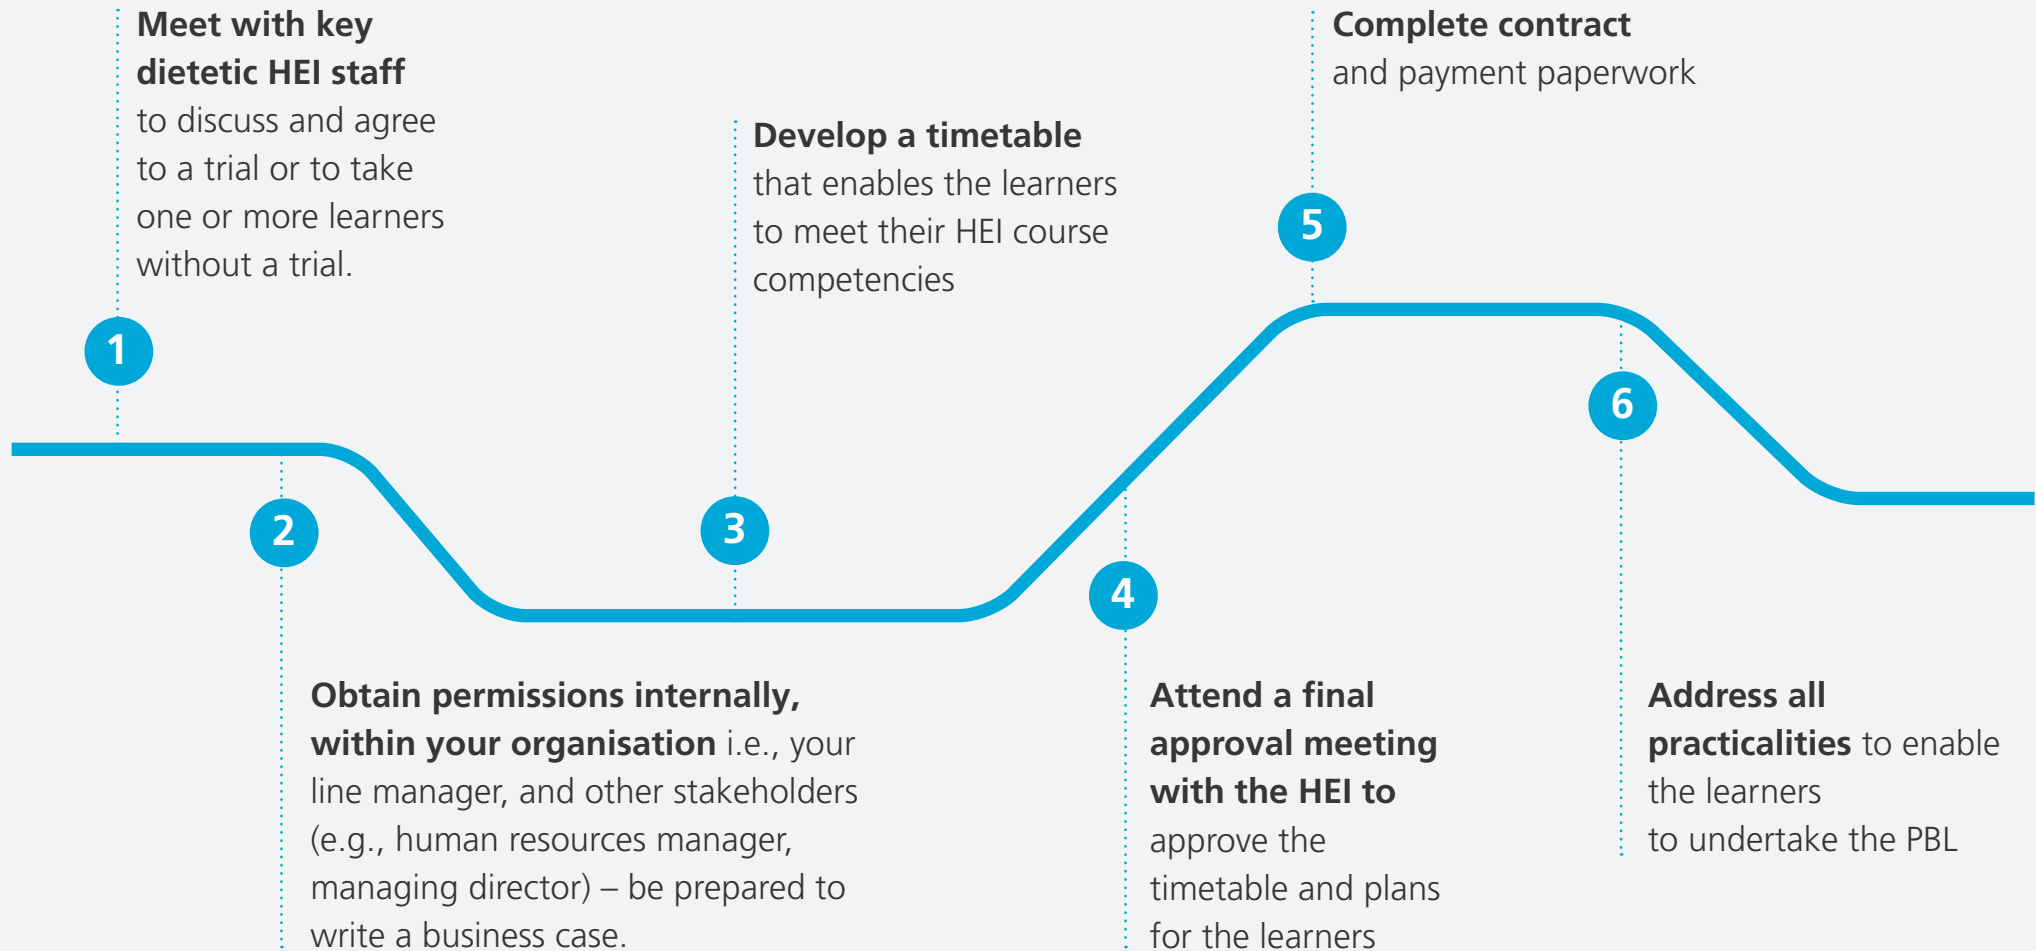 Meet with key
dietetic HEI staff
to discuss and agree
to a trial or to take
one or more learners
without a trial.
1
2
Obtain permissions internally,
within your organisation i.e., your
line manager, and other stakeholders
(e.g., human resources manager,
managing director) – be prepared to
write a business case.
Develop a timetable
that enables the learners
to meet their HEI course
competencies
3
4
Attend a final
approval meeting
with the HEI to
approve the
timetable and plans
for the learners
Complete contract
and payment paperwork
5
6
Address all
practicalities to enable
the learners
to undertake the PBL